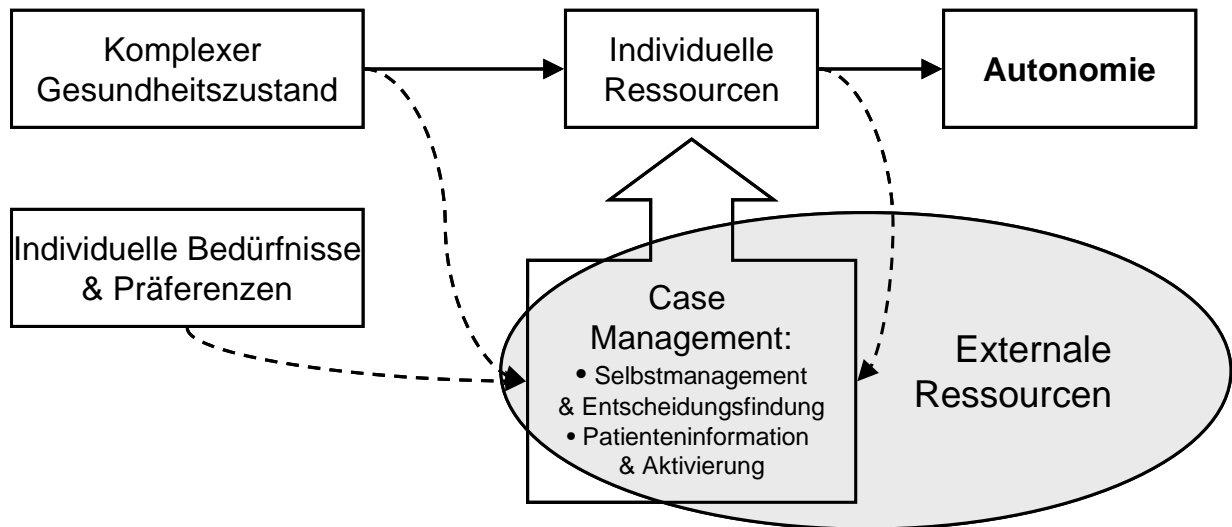 Komplexer
Gesundheitszustand
Individuelle
Ressourcen
Autonomie
Individuelle Bedürfnisse
& Präferenzen
Case
Management:
• Selbstmanagement
& Entscheidungsfindung
• Patienteninformation
& Aktivierung
Externale
Ressourcen